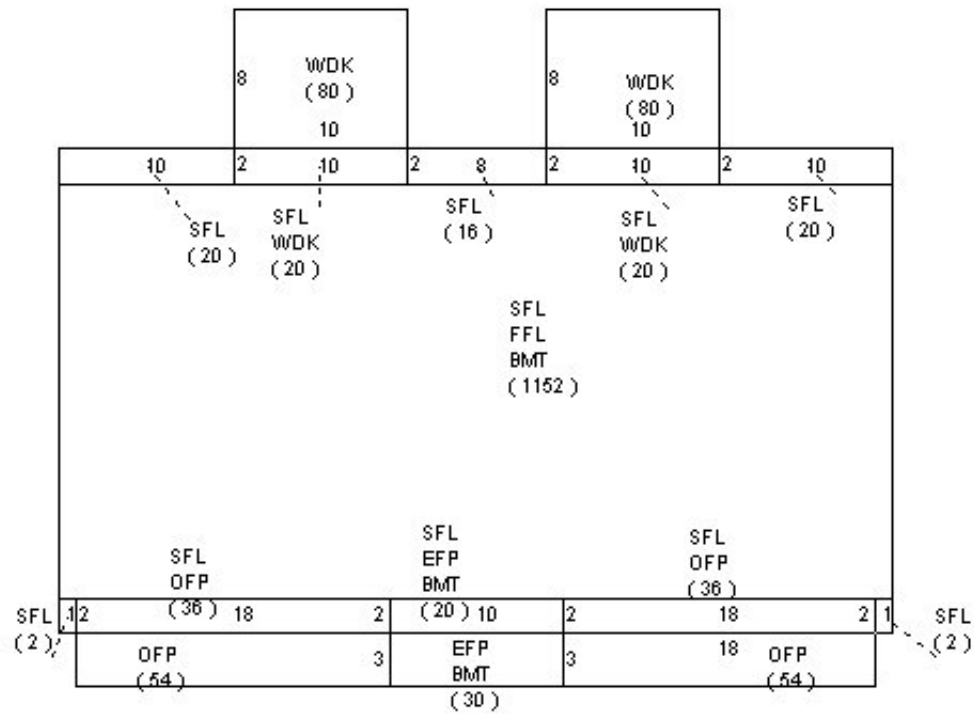 8
WDK
( 80 )
10
8
WDK
( 80 )
10
10
2
10
2
8
2
10
2
10
SFL
( 20 )
SFL
WDK
( 20 )
SFL
( 16 )
SFL
WDK
( 20 )
SFL
( 20 )
SFL
FFL
BMT
( 1152 )
SFL
OFP
( 36 )
SFL
EFP
BMT
( 20 )
SFL
OFP
( 36 )
SFL
( 2 )
1
2
18
2
10
2
18
2
1
SFL
( 2 )
OFP
( 54 )
3
EFP
BMT
( 30 )
3
18
OFP
( 54 )